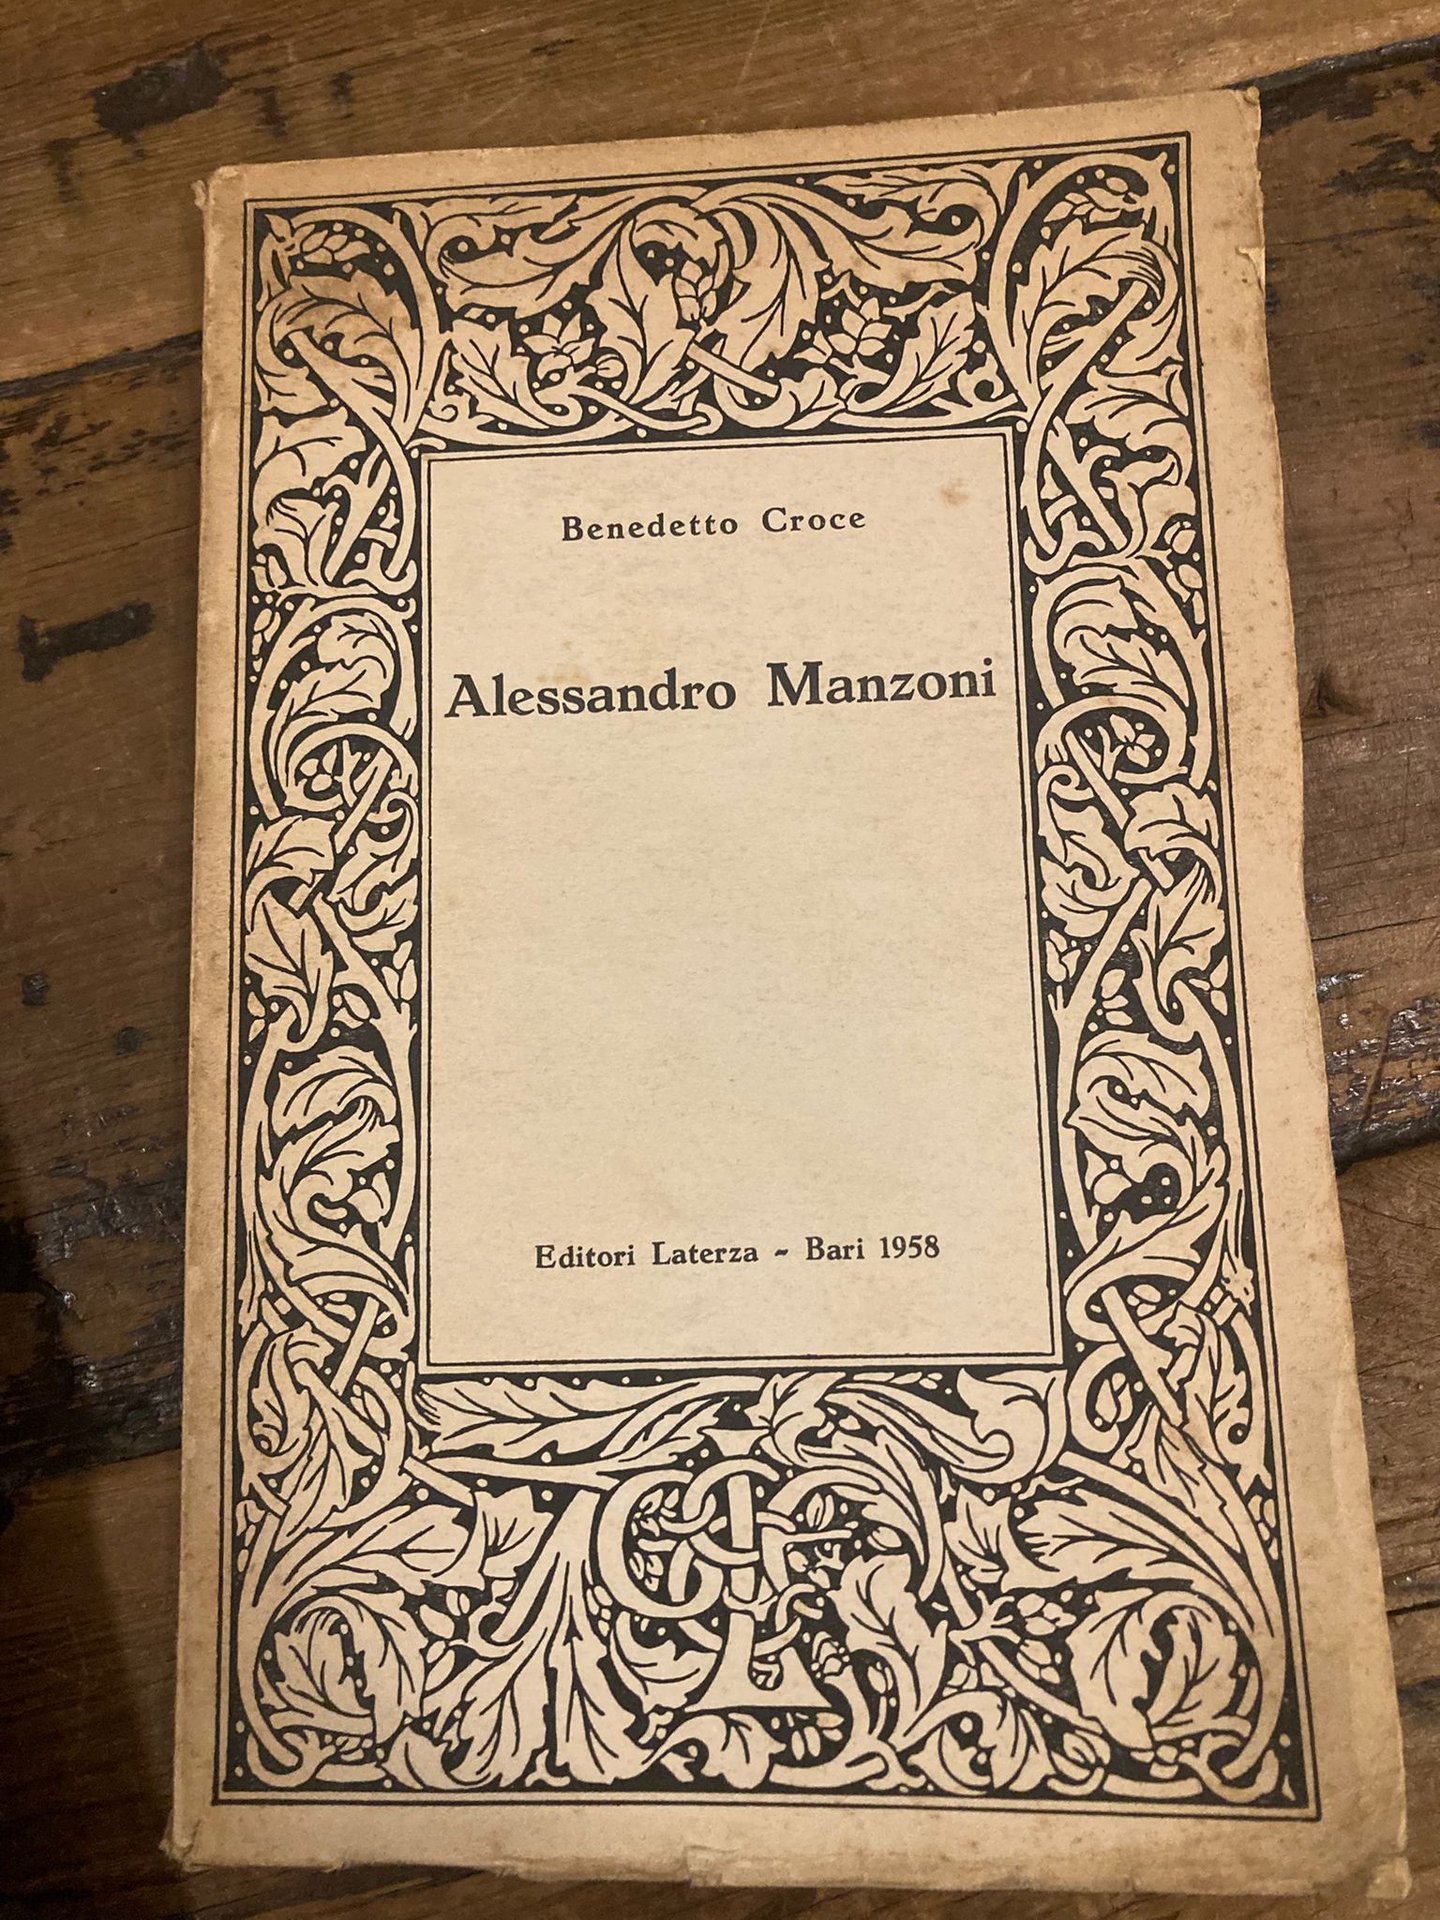 Benedetto Croce
Alessandro Manzoni
Editori Laterza - Bari 1958